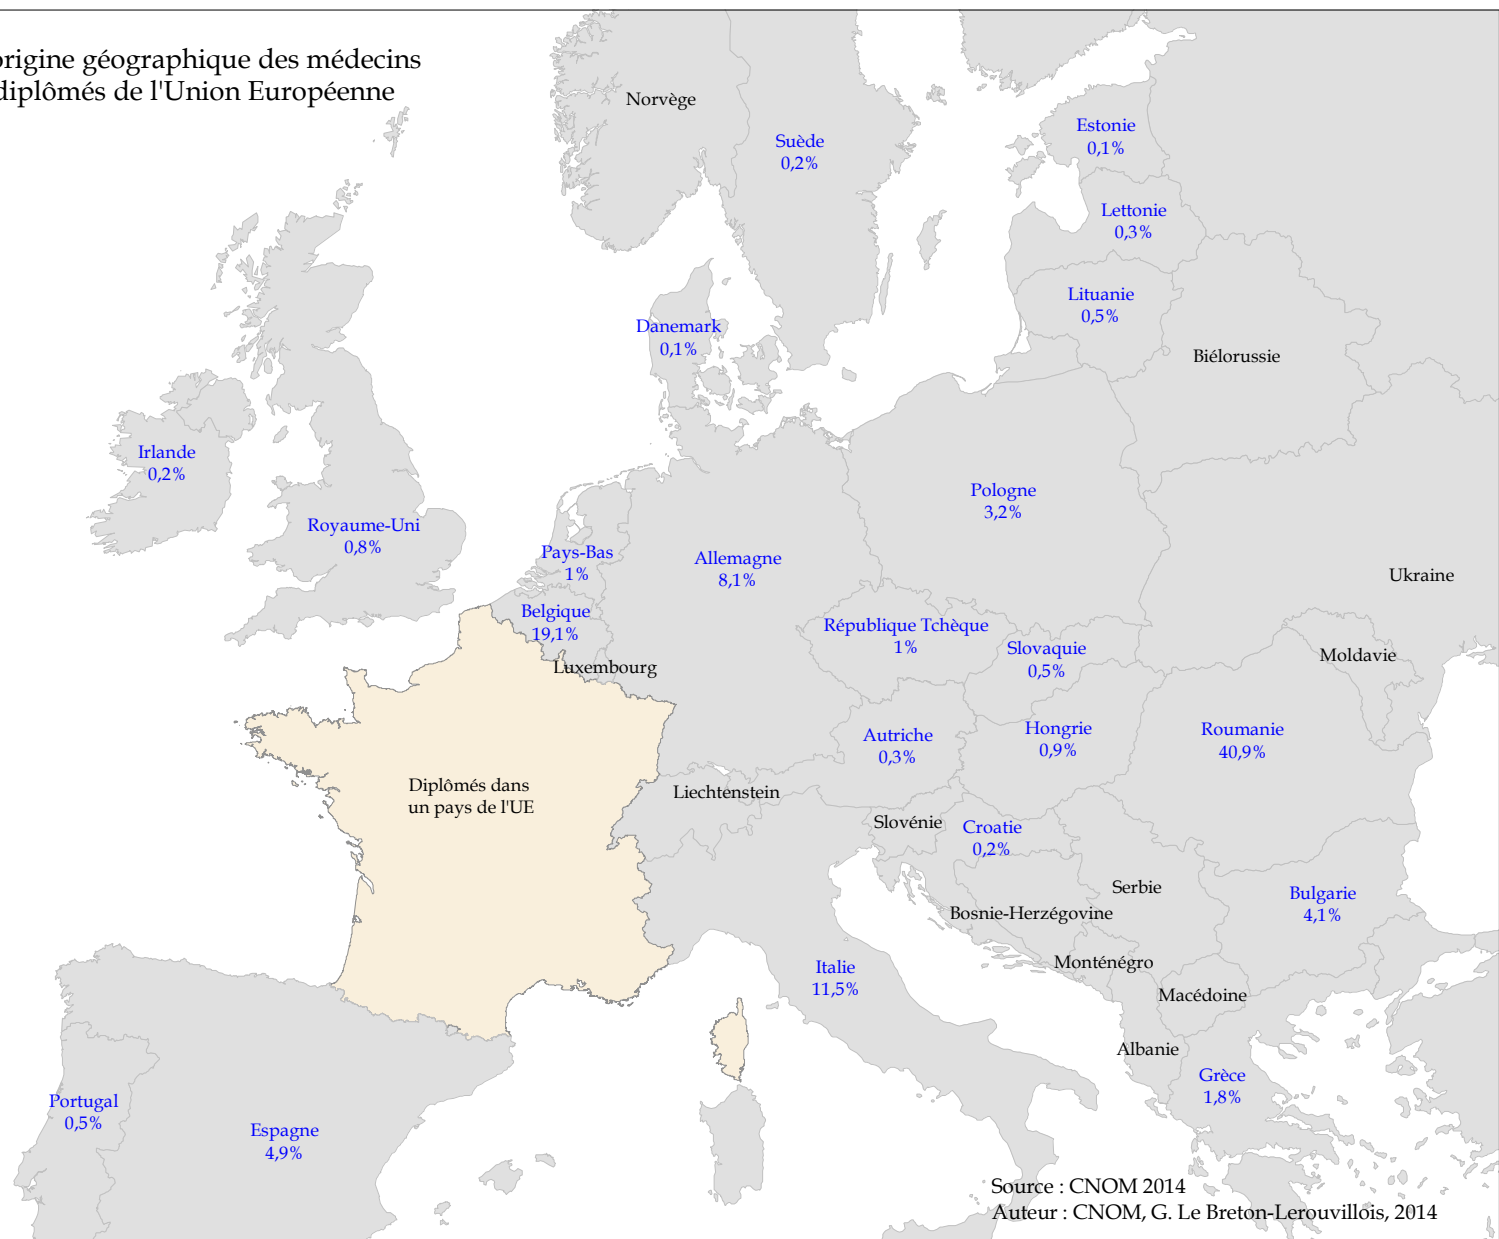 origine géographique des médecins
diplômés de l'Union Européenne
Norvège
Suède
0,2%
Estonie
0,1%
Lettonie
0,3%
Lituanie
0,5%
Danemark
0,1%
Biélorussie
Irlande
0,2%
Royaume-Uni
0,8%
Pays-Bas
1%
Allemagne
8,1%
Pologne
3,2%
Ukraine
Belgique
19,1%
Luxembourg
République Tchèque
1%
Slovaquie
0,5%
Moldavie
Autriche
0,3%
Hongrie
0,9%
Roumanie
40,9%
Diplômés dans
un pays de l'UE
Liechtenstein
Slovénie
Croatie
0,2%
Serbie
Bosnie-Herzégovine
Bulgarie
4,1%
Monténégro
Italie
11,5%
Macédoine
Albanie
Grèce
1,8%
Portugal
0,5%
Espagne
4,9%
Source : CNOM 2014
Auteur : CNOM, G. Le Breton-Lerouvillois, 2014